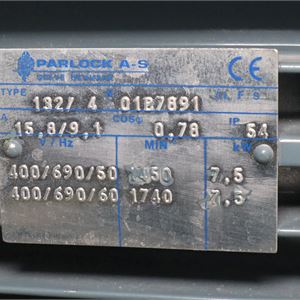 PARLOCK A-S
CE
TYPE
132/ 4 01B7891
A COSφ IP
15,8/9,1 0,78 54
V / Hz MIN kW
400/690/50 1450 7,5
400/690/60 1740 7,5